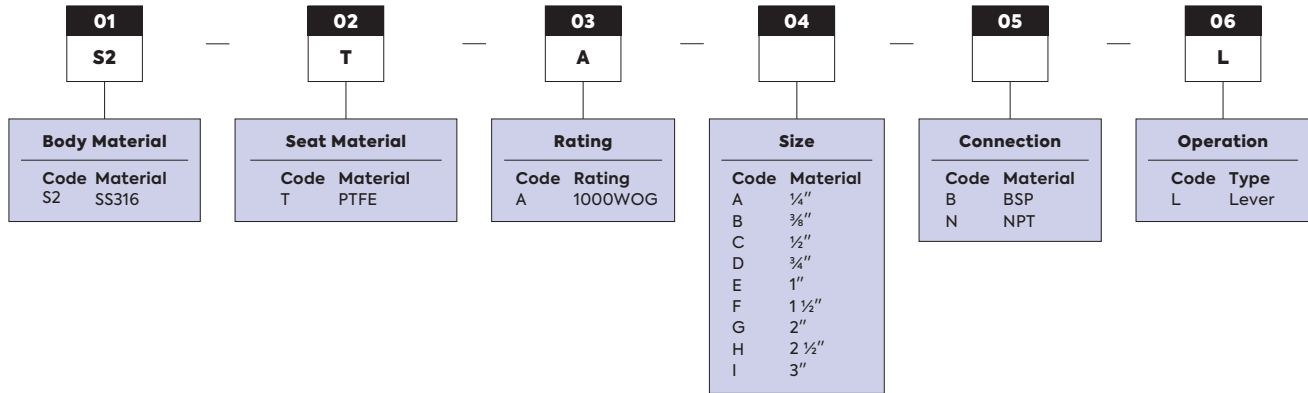 01
S2
—
02
T
—
03
A
—
04
—
05
—
06
L
Body Material
Code Material
S2 SS316
Seat Material
Code Material
T PTFE
Rating
Code Rating
A 1000WOG
Size
Code Material
A ¼"
B ⅜"
C ½"
D ¾"
E 1"
F 1 ½"
G 2"
H 2 ½"
I 3"
Connection
Code Material
B BSP
N NPT
Operation
Code Type
L Lever